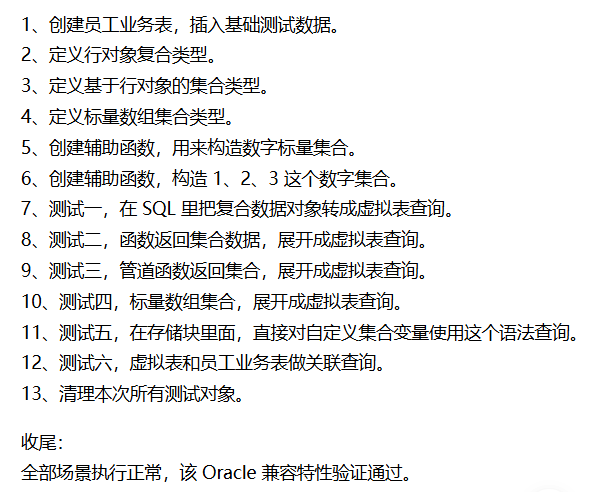 1、创建员工业务表，插入基础测试数据。
2、定义行对象复合类型。
3、定义基于行对象的集合类型。
4、定义标量数组集合类型。
5、创建辅助函数，用来构造数字标量集合。
6、创建辅助函数，构造 1、2、3 这个数字集合。
7、测试一，在 SQL 里把复合数据对象转成虚拟表查询。
8、测试二，函数返回集合数据，展开成虚拟表查询。
9、测试三，管道函数返回集合，展开成虚拟表查询。
10、测试四，标量数组集合，展开成虚拟表查询。
11、测试五，在存储块里面，直接对自定义集合变量使用这个语法查询。
12、测试六，虚拟表和员工业务表做关联查询。
13、清理本次所有测试对象。
收尾：
全部场景执行正常，该 Oracle 兼容特性验证通过。